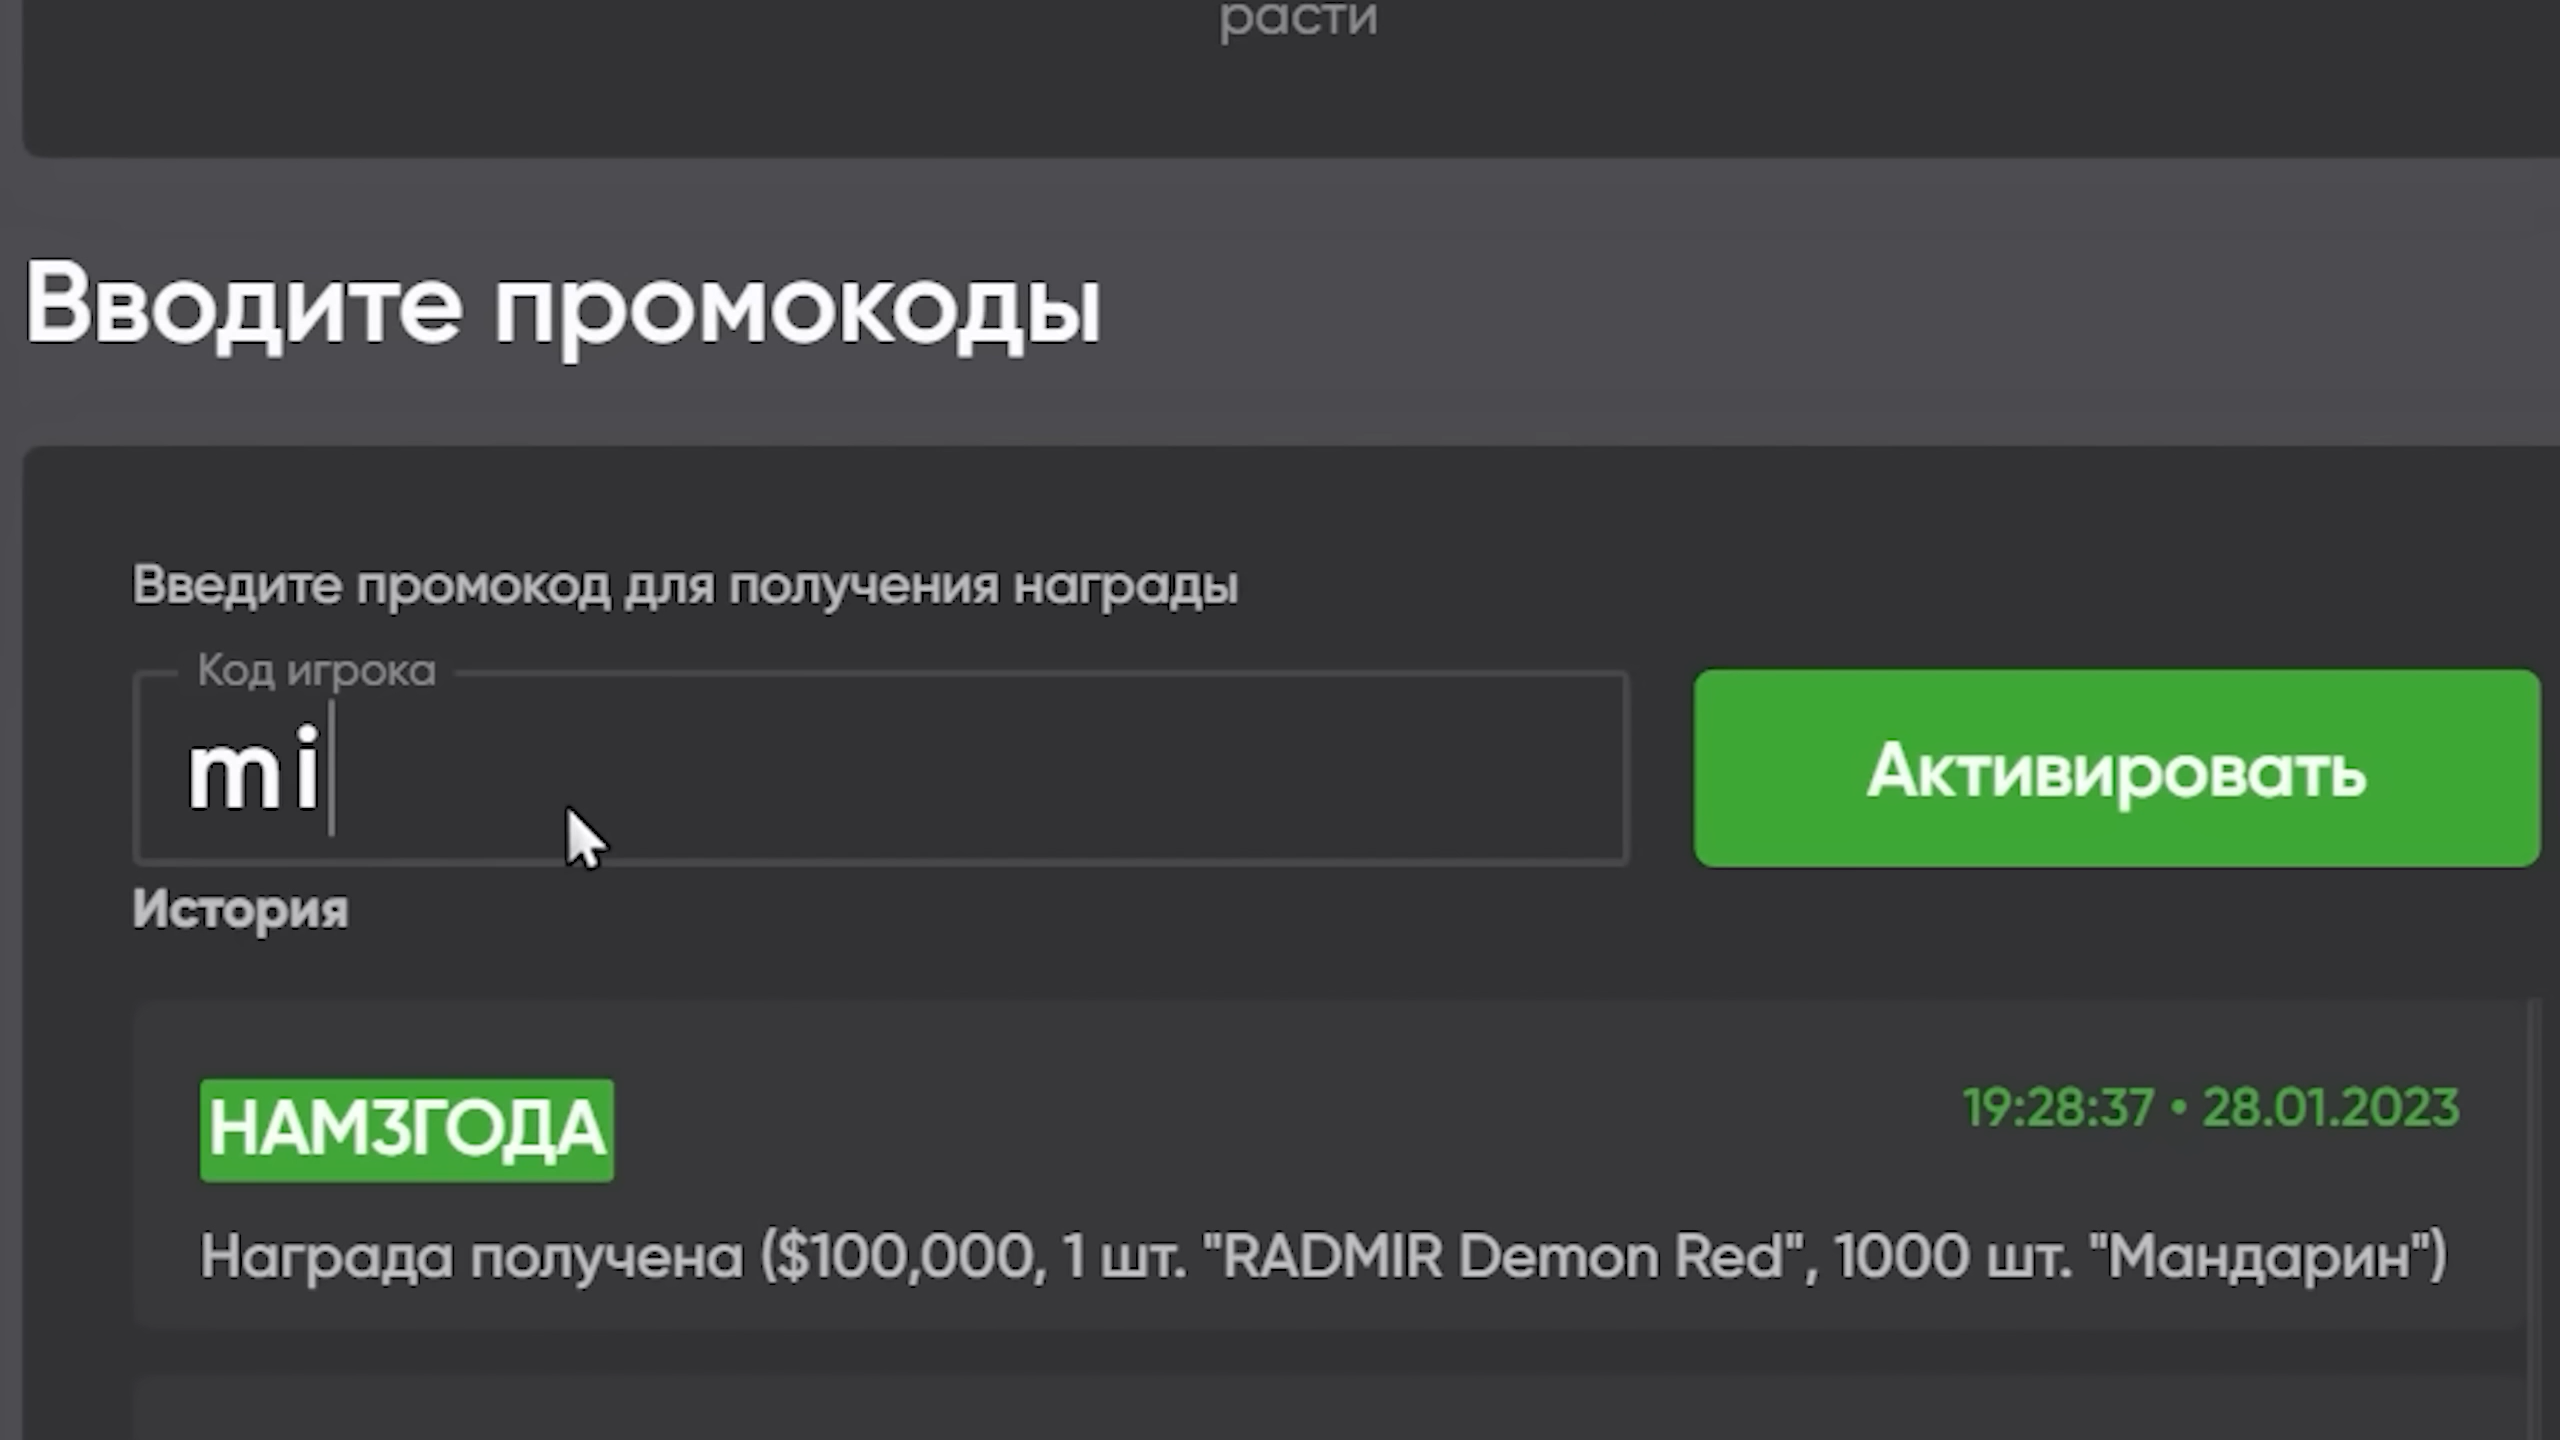 расти
Вводите промокоды
Введите промокод для получения награды
Код игрока
mi
Активировать
История
НАМ3ГОДА
19:28:37 • 28.01.2023
Награда получена ($100,000, 1 шт. "RADMIR Demon Red", 1000 шт. "Мандарин")